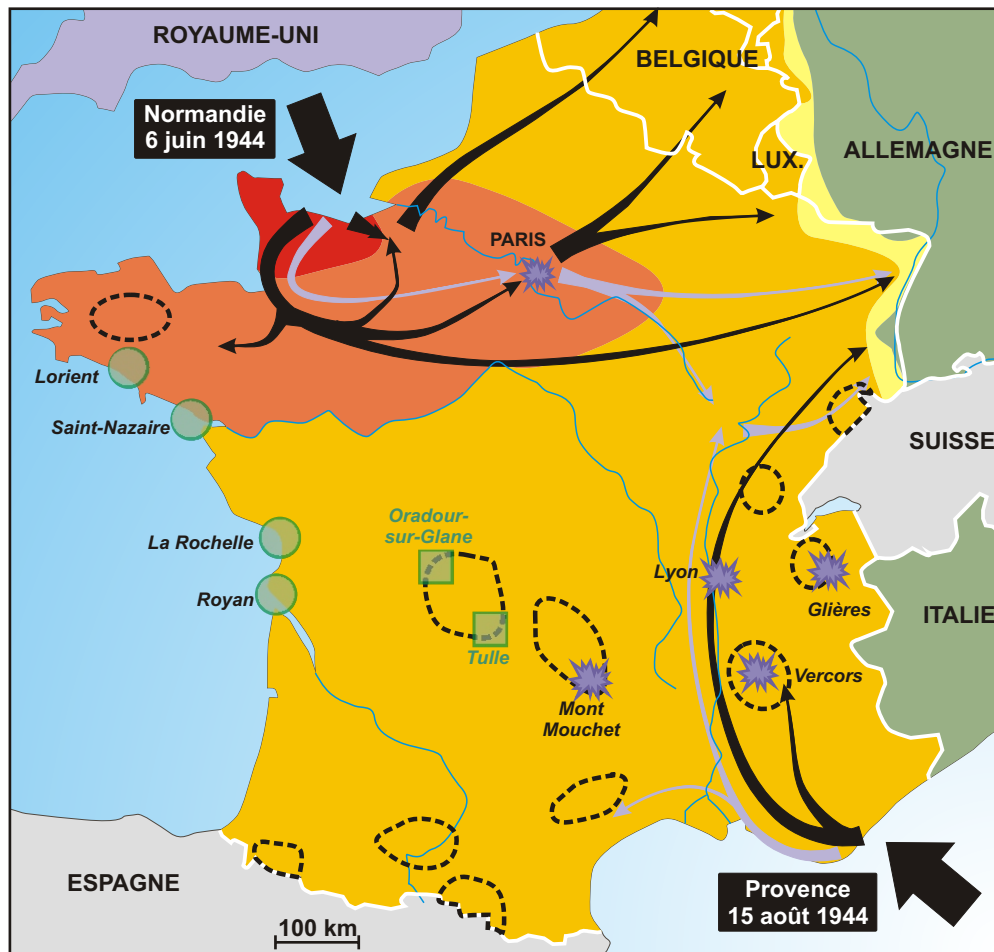 ROYAUME-UNI
BELGIQUE
Normandie
6 juin 1944
LUX.
ALLEMAGNE
PARIS
Lorient
Saint-Nazaire
SUISSE
Oradour-
sur-Glane
La Rochelle
Lyon
Royan
Glières
ITALIE
Tulle
Vercors
Mont
Mouchet
ESPAGNE
Provence
15 août 1944
100 km